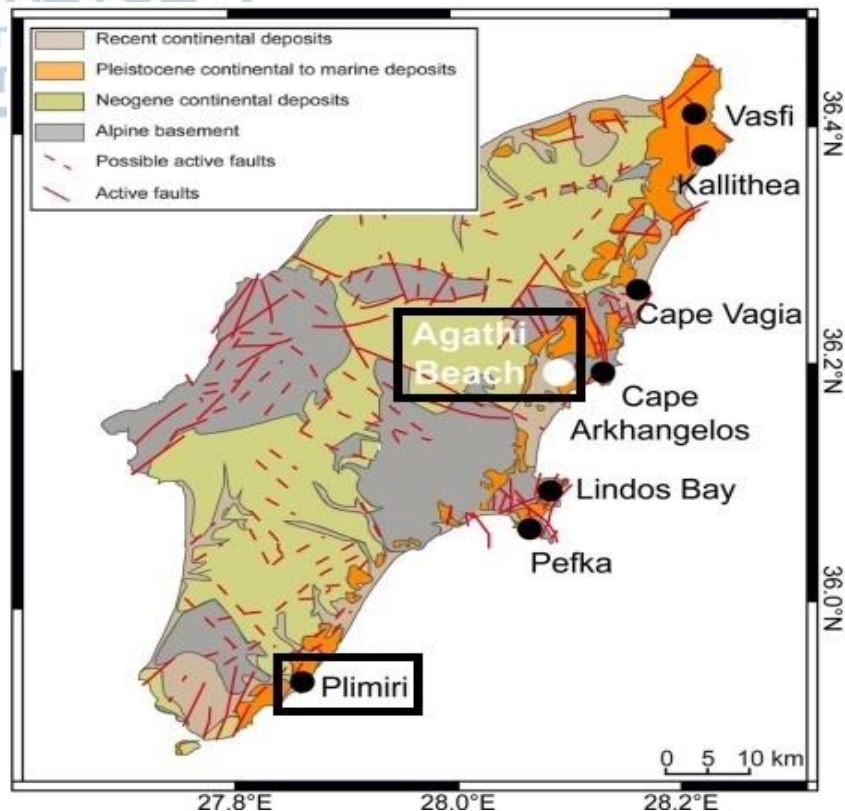 Recent continental deposits
Pleistocene continental to marine deposits
Neogene continental deposits
Alpine basement
Possible active faults
Active faults
Vasfi
Kallithea
Cape Vagia
Agathi
Beach
Cape
Arkhangelos
Lindos Bay
Pefka
Plimiri
0 5 10 km
36.4°N
36.2°N
36.0°N
27.8°E 28.0°E 28.2°E